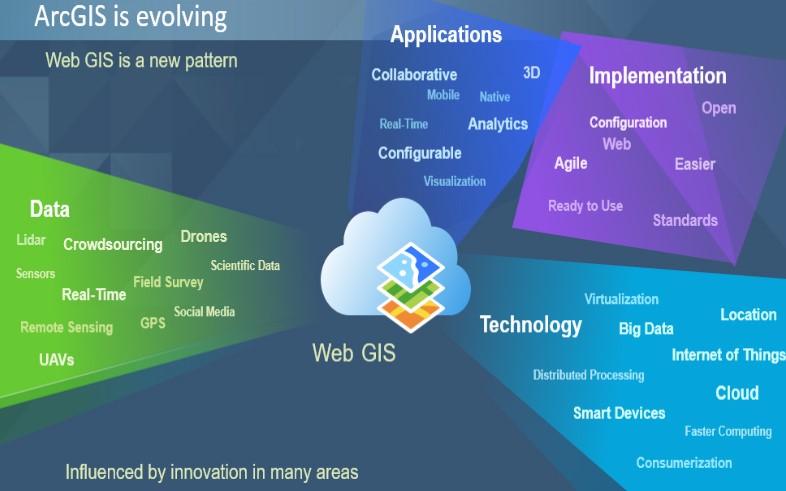 ArcGIS is evolving
Web GIS is a new pattern
Applications
Collaborative
3D
Mobile
Native
Real-Time
Analytics
Configurable
Visualization
Implementation
Open
Configuration
Web
Agile
Easier
Ready to Use
Standards
Data
Lidar
Crowdsourcing
Drones
Sensors
Scientific Data
Field Survey
Real-Time
Social Media
Remote Sensing
GPS
UAVs
Web GIS
Technology
Virtualization
Big Data
Location
Internet of Things
Distributed Processing
Cloud
Smart Devices
Faster Computing
Consumerization
Influenced by innovation in many areas